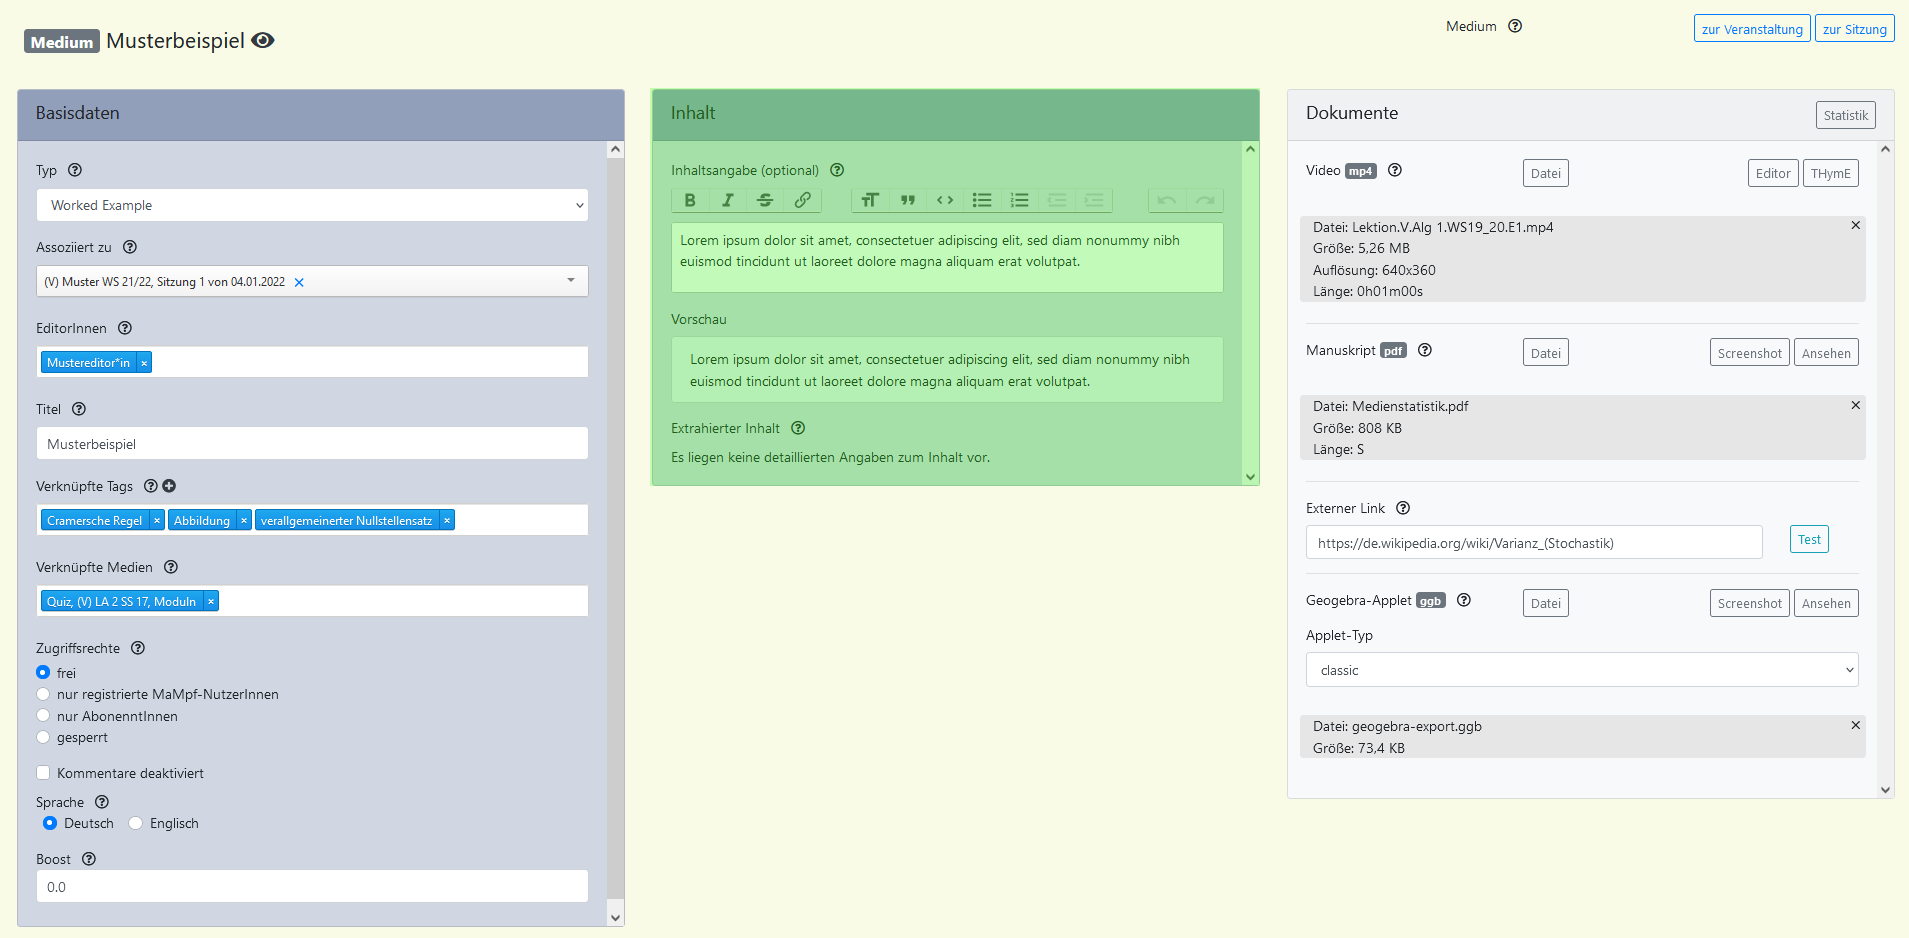 Medium Musterbeispiel
Medium
zur Veranstaltung
zur Sitzung
Basisdaten
Typ
Worked Example
Assoziiert zu
(V) Muster WS 21/22, Sitzung 1 von 04.01.2022 ×
EditorInnen
Mustereditor*in ×
Titel
Musterbeispiel
Verknüpfte Tags
Cramersche Regel × Abbildung × verallgemeinerter Nullstellensatz ×
Verknüpfte Medien
Quiz, (V) LA 2 SS 17, Moduln ×
Zugriffsrechte
frei
nur registrierte MaMpf-NutzerInnen
nur AbonnentInnen
gesperrt
Kommentare deaktiviert
Sprache
Deutsch Englisch
Boost
0.0
Inhalt
Inhaltsangabe (optional)
Lorem ipsum dolor sit amet, consectetuer adipiscing elit, sed diam nonummy nibh
euismod tincidunt ut laoreet dolore magna aliquam erat volutpat.
Vorschau
Lorem ipsum dolor sit amet, consectetuer adipiscing elit, sed diam nonummy nibh
euismod tincidunt ut laoreet dolore magna aliquam erat volutpat.
Extrahierter Inhalt
Es liegen keine detaillierten Angaben zum Inhalt vor.
Dokumente Statistik
Video mp4 Datei Editor THymE
Datei: Lektion.V.Alg 1.WS19_20.E1.mp4
Größe: 5,26 MB
Auflösung: 640x360
Länge: 0h01m00s
Manuskript pdf Datei Screenshot Ansehen
Datei: Medienstatistik.pdf
Größe: 808 KB
Länge: S
Externer Link
https://de.wikipedia.org/wiki/Varianz_(Stochastik) Test
Geogebra-Applet ggb Datei Screenshot Ansehen
Applet-Typ
classic
Datei: geogebra-export.ggb
Größe: 73,4 KB